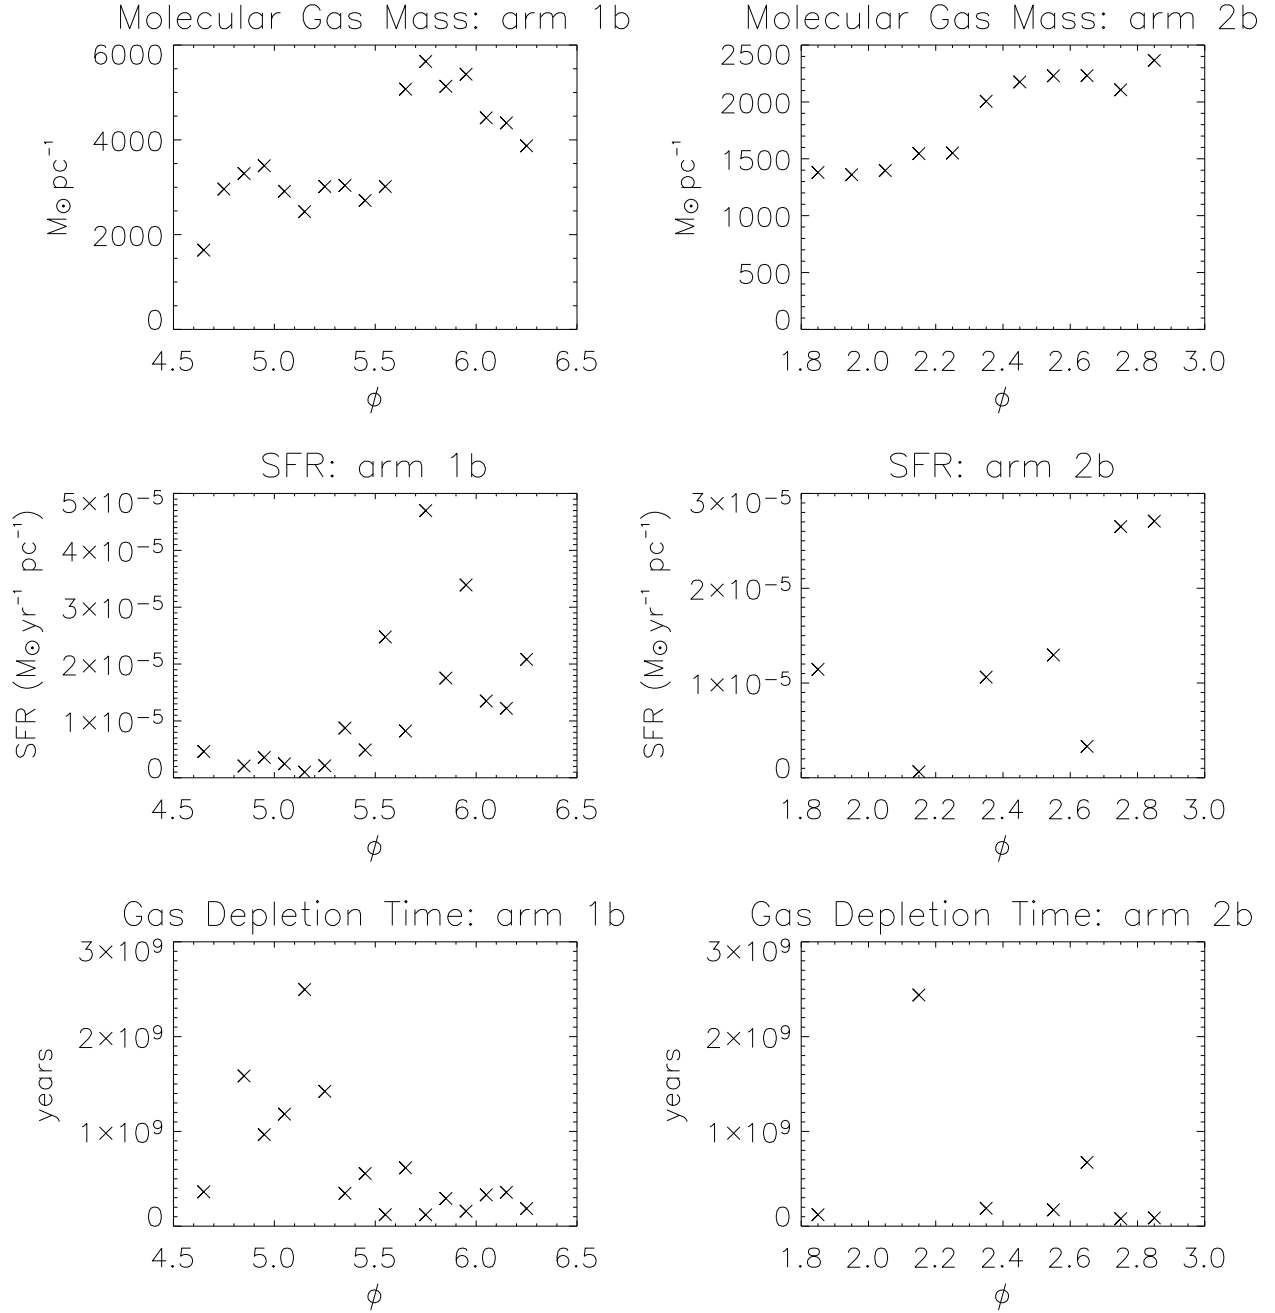 Molecular Gas Mass: arm 1b
6000
4000
2000
0
M⊙pc⁻¹
4.5 5.0 5.5 6.0 6.5
ϕ
Molecular Gas Mass: arm 2b
2500
2000
1500
1000
500
0
M⊙pc⁻¹
1.8 2.0 2.2 2.4 2.6 2.8 3.0
ϕ
SFR: arm 1b
5×10⁻⁵
4×10⁻⁵
3×10⁻⁵
2×10⁻⁵
1×10⁻⁵
0
SFR (M⊙yr⁻¹ pc⁻¹)
4.5 5.0 5.5 6.0 6.5
ϕ
SFR: arm 2b
3×10⁻⁵
2×10⁻⁵
1×10⁻⁵
0
SFR (M⊙yr⁻¹ pc⁻¹)
1.8 2.0 2.2 2.4 2.6 2.8 3.0
ϕ
Gas Depletion Time: arm 1b
3×10⁹
2×10⁹
1×10⁹
0
years
4.5 5.0 5.5 6.0 6.5
ϕ
Gas Depletion Time: arm 2b
3×10⁹
2×10⁹
1×10⁹
0
years
1.8 2.0 2.2 2.4 2.6 2.8 3.0
ϕ